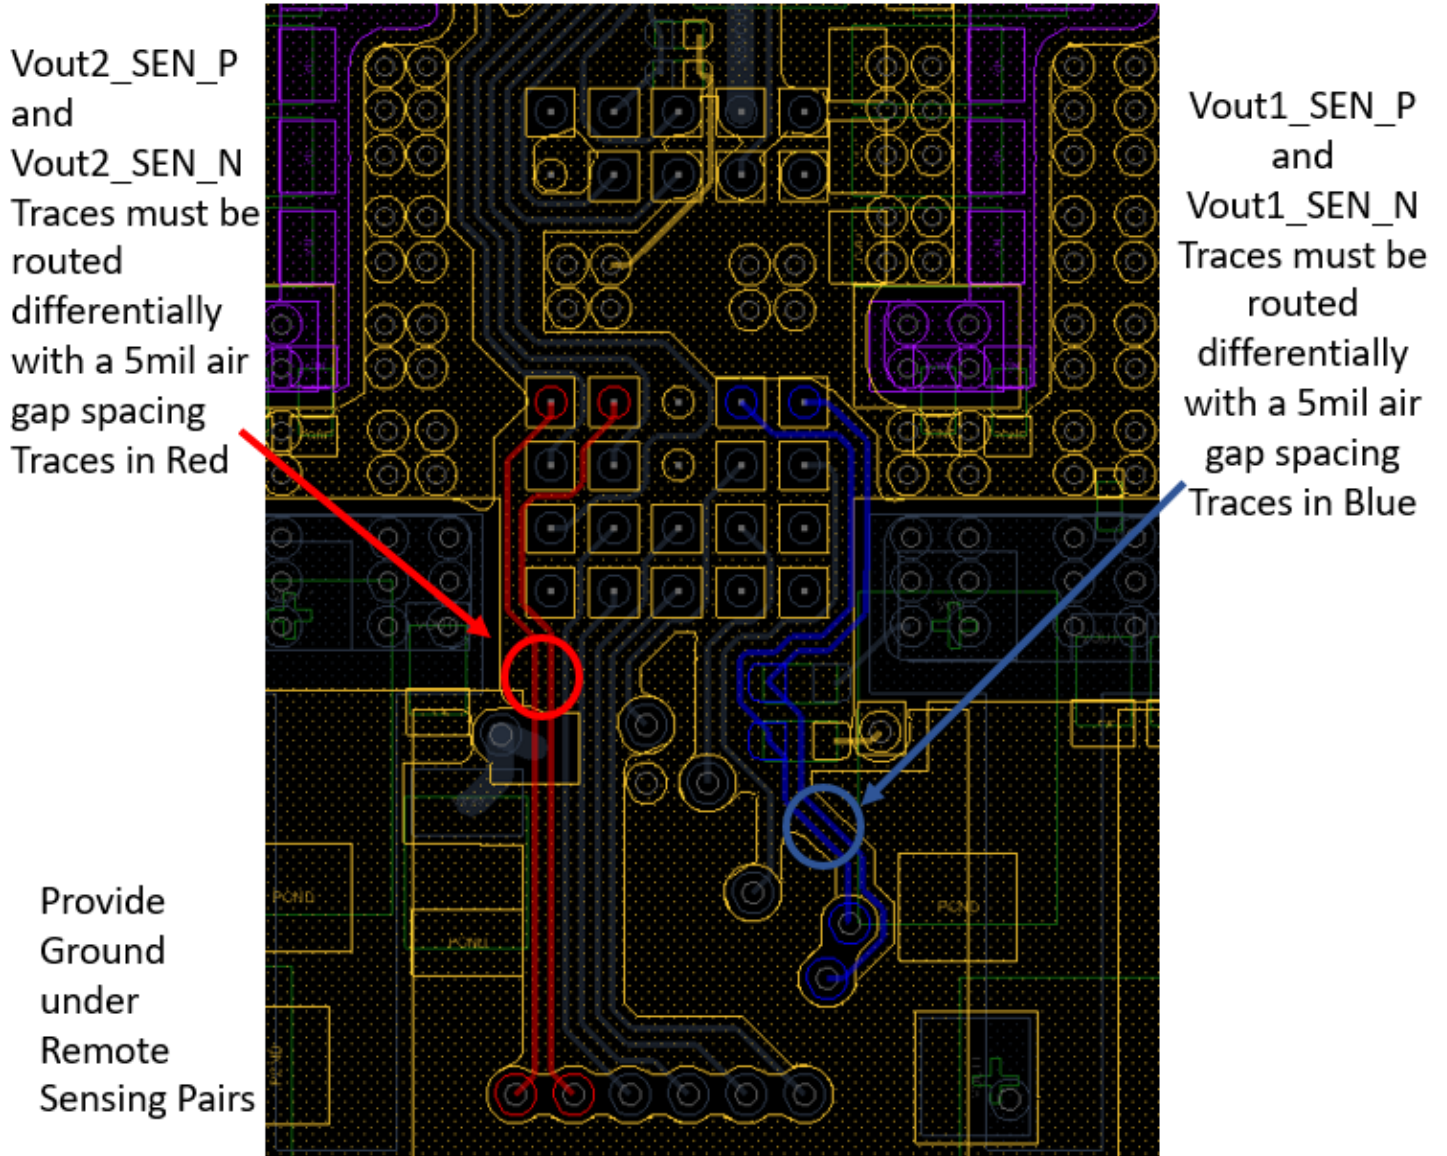 Vout2_SEN_P
and
Vout2_SEN_N
Traces must be
routed
differentially
with a 5mil air
gap spacing
Traces in Red
Vout1_SEN_P
and
Vout1_SEN_N
Traces must be
routed
differentially
with a 5mil air
gap spacing
Traces in Blue
Provide
Ground
under
Remote
Sensing Pairs
PGND
PGND
PGND
PGND